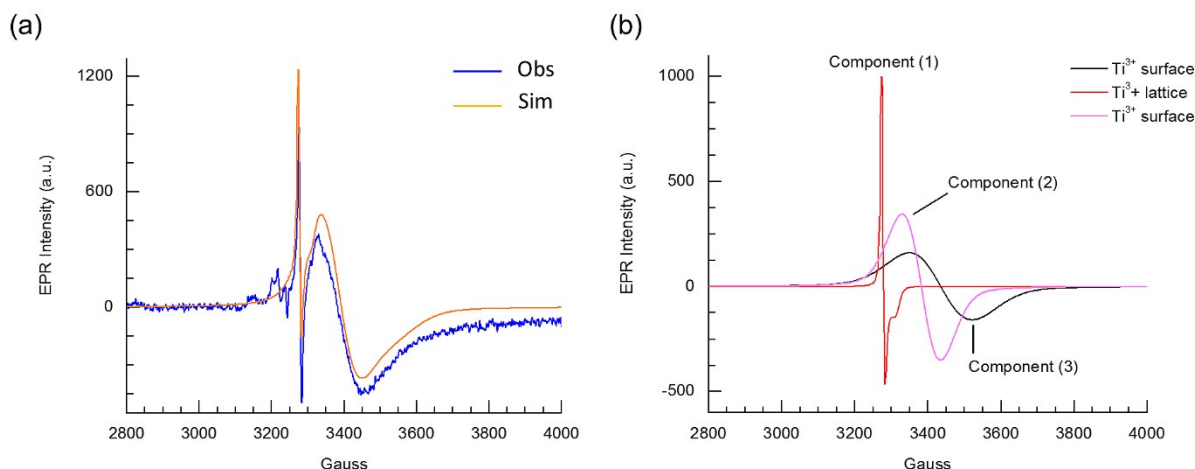 (a)
Obs
Sim
1200
600
0
EPR Intensity (a.u.)
2800 3000 3200 3400 3600 3800 4000
Gauss
(b)
Component (1)
Ti³⁺ surface
Ti³+ lattice
Ti³⁺ surface
Component (2)
Component (3)
1000
500
0
-500
EPR Intensity (a.u.)
2800 3000 3200 3400 3600 3800 4000
Gauss